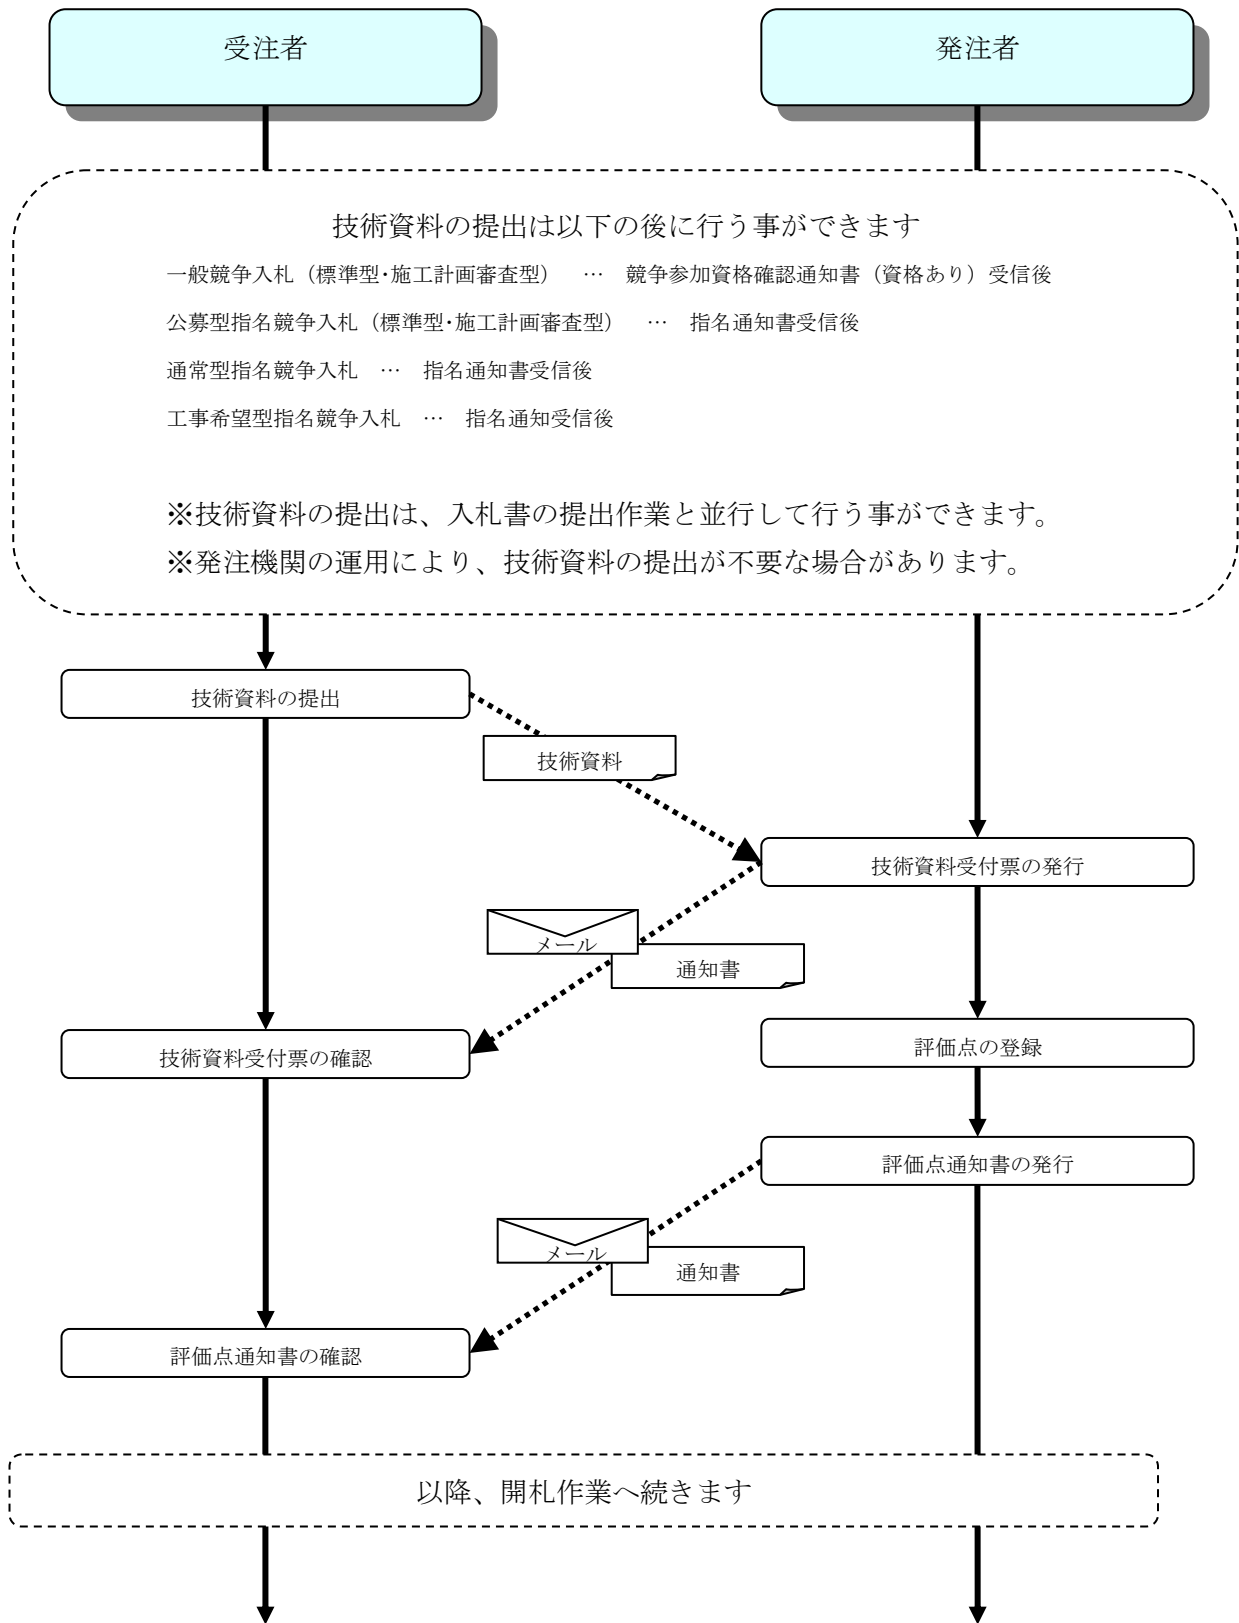 受注者
発注者
技術資料の提出は以下の後に行う事ができます
一般競争入札（標準型･施工計画審査型）　…　競争参加資格確認通知書（資格あり）受信後
公募型指名競争入札（標準型･施工計画審査型）　…　指名通知書受信後
通常型指名競争入札　…　指名通知書受信後
工事希望型指名競争入札　…　指名通知受信後
※技術資料の提出は、入札書の提出作業と並行して行う事ができます。
※発注機関の運用により、技術資料の提出が不要な場合があります。
技術資料の提出
技術資料
技術資料受付票の発行
メール
通知書
技術資料受付票の確認
評価点の登録
評価点通知書の発行
メール
通知書
評価点通知書の確認
以降、開札作業へ続きます